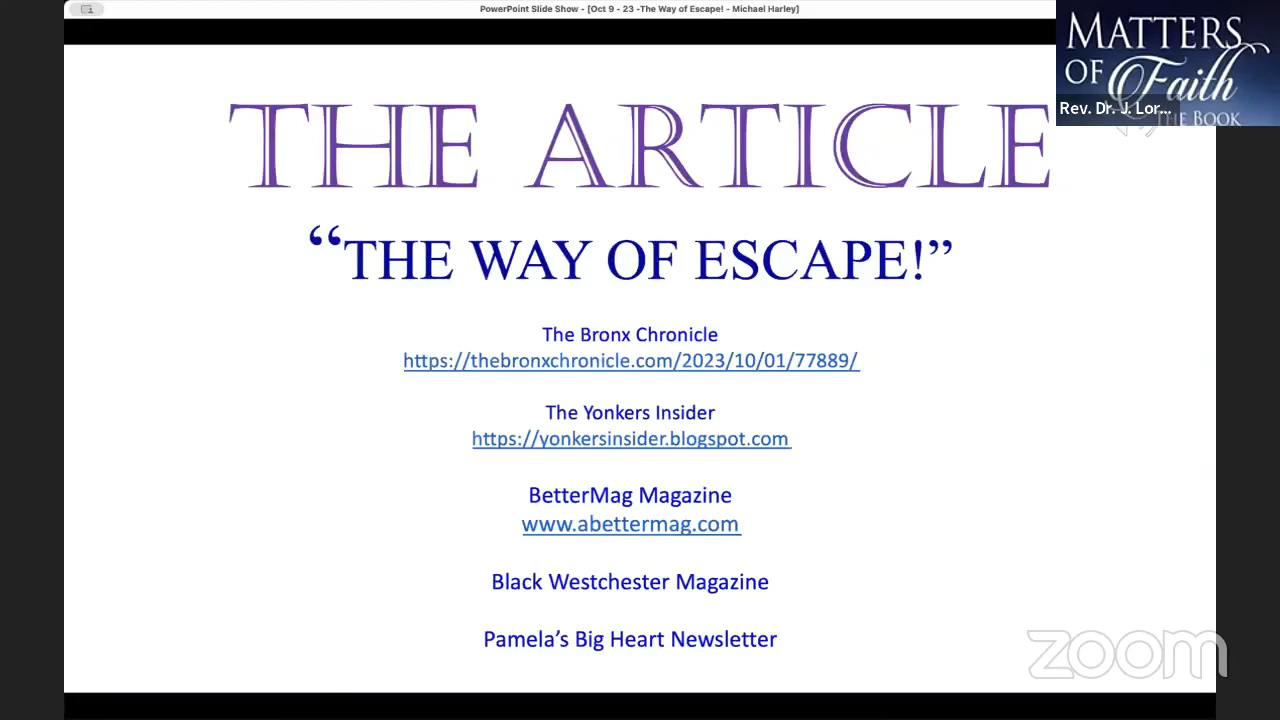 PowerPoint Slide Show - [Oct 9 - 23 -The Way of Escape! - Michael Harley]
MATTERS
OF Faith
THE BOOK
Rev. Dr. J. Lor...
THE ARTICLE
“THE WAY OF ESCAPE!”
The Bronx Chronicle
https://thebronxchronicle.com/2023/10/01/77889/
The Yonkers Insider
https://yonkersinsider.blogspot.com
BetterMag Magazine
www.abettermag.com
Black Westchester Magazine
Pamela’s Big Heart Newsletter
zoom